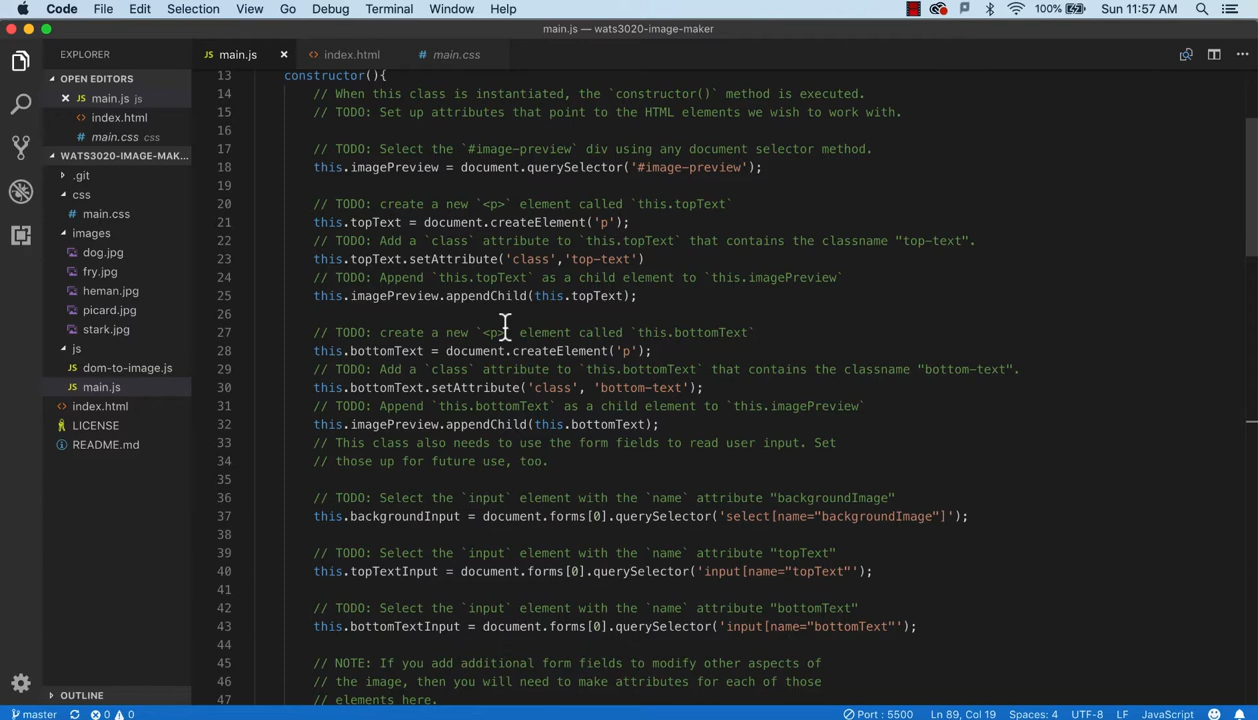 Code File Edit Selection View Go Debug Terminal Window Help 100% Sun 11:57 AM
main.js — wats3020-image-maker
EXPLORER
main.js index.html main.css
OPEN EDITORS
main.js js
index.html
main.css css
WATS3020-IMAGE-MAK...
.git
css
main.css
images
dog.jpg
fry.jpg
heman.jpg
picard.jpg
stark.jpg
js
dom-to-image.js
main.js
index.html
LICENSE
README.md
OUTLINE
13 constructor(){
14 // When this class is instantiated, the `constructor()` method is executed.
15 // TODO: Set up attributes that point to the HTML elements we wish to work with.
16
17 // TODO: Select the `#image-preview` div using any document selector method.
18 this.imagePreview = document.querySelector('#image-preview');
19
20 // TODO: create a new `<p>` element called `this.topText`
21 this.topText = document.createElement('p');
22 // TODO: Add a `class` attribute to `this.topText` that contains the classname "top-text".
23 this.topText.setAttribute('class','top-text')
24 // TODO: Append `this.topText` as a child element to `this.imagePreview`
25 this.imagePreview.appendChild(this.topText);
26
27 // TODO: create a new `<p>` element called `this.bottomText`
28 this.bottomText = document.createElement('p');
29 // TODO: Add a `class` attribute to `this.bottomText` that contains the classname "bottom-text".
30 this.bottomText.setAttribute('class', 'bottom-text');
31 // TODO: Append `this.bottomText` as a child element to `this.imagePreview`
32 this.imagePreview.appendChild(this.bottomText);
33 // This class also needs to use the form fields to read user input. Set
34 // those up for future use, too.
35
36 // TODO: Select the `input` element with the `name` attribute "backgroundImage"
37 this.backgroundInput = document.forms[0].querySelector('select[name="backgroundImage"]');
38
39 // TODO: Select the `input` element with the `name` attribute "topText"
40 this.topTextInput = document.forms[0].querySelector('input[name="topText"');
41
42 // TODO: Select the `input` element with the `name` attribute "bottomText"
43 this.bottomTextInput = document.forms[0].querySelector('input[name="bottomText"');
44
45 // NOTE: If you add additional form fields to modify other aspects of
46 // the image, then you will need to make attributes for each of those
47 // elements here.
master 0 0 Port : 5500 Ln 89, Col 19 Spaces: 4 UTF-8 LF JavaScript